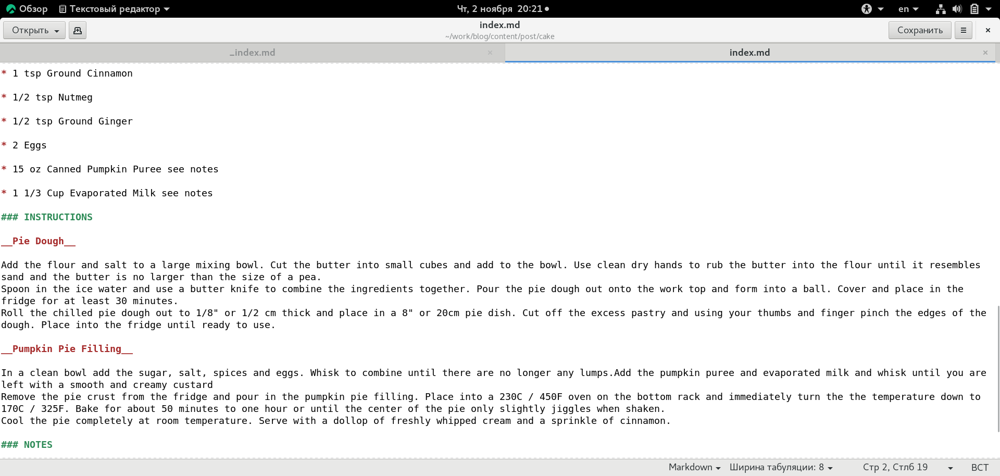 Обзор Текстовый редактор Чт, 2 ноября 20:21 en
Открыть index.md Сохранить
~/work/blog/content/post/cake
_index.md index.md
* 1 tsp Ground Cinnamon
* 1/2 tsp Nutmeg
* 1/2 tsp Ground Ginger
* 2 Eggs
* 15 oz Canned Pumpkin Puree see notes
* 1 1/3 Cup Evaporated Milk see notes
### INSTRUCTIONS
__Pie Dough__
Add the flour and salt to a large mixing bowl. Cut the butter into small cubes and add to the bowl. Use clean dry hands to rub the butter into the flour until it resembles
sand and the butter is no larger than the size of a pea.
Spoon in the ice water and use a butter knife to combine the ingredients together. Pour the pie dough out onto the work top and form into a ball. Cover and place in the
fridge for at least 30 minutes.
Roll the chilled pie dough out to 1/8" or 1/2 cm thick and place in a 8" or 20cm pie dish. Cut off the excess pastry and using your thumbs and finger pinch the edges of the
dough. Place into the fridge until ready to use.
__Pumpkin Pie Filling__
In a clean bowl add the sugar, salt, spices and eggs. Whisk to combine until there are no longer any lumps.Add the pumpkin puree and evaporated milk and whisk until you are
left with a smooth and creamy custard
Remove the pie crust from the fridge and pour in the pumpkin pie filling. Place into a 230C / 450F oven on the bottom rack and immediately turn the the temperature down to
170C / 325F. Bake for about 50 minutes to one hour or until the center of the pie only slightly jiggles when shaken.
Cool the pie completely at room temperature. Serve with a dollop of freshly whipped cream and a sprinkle of cinnamon.
### NOTES
Markdown Ширина табуляции: 8 Стр 2, Стлб 19 ВСТ